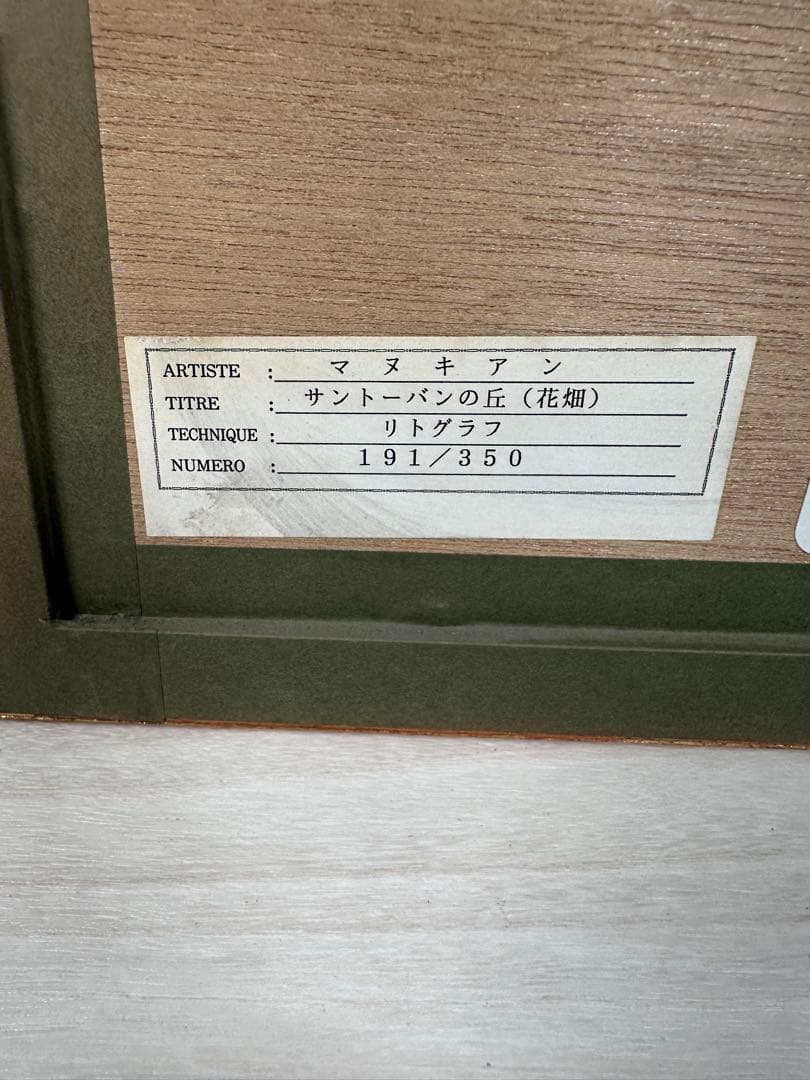 ARTISTE : マヌキアン
TITRE : サントーバンの丘（花畑）
TECHNIQUE : リトグラフ
NUMERO : 191／350